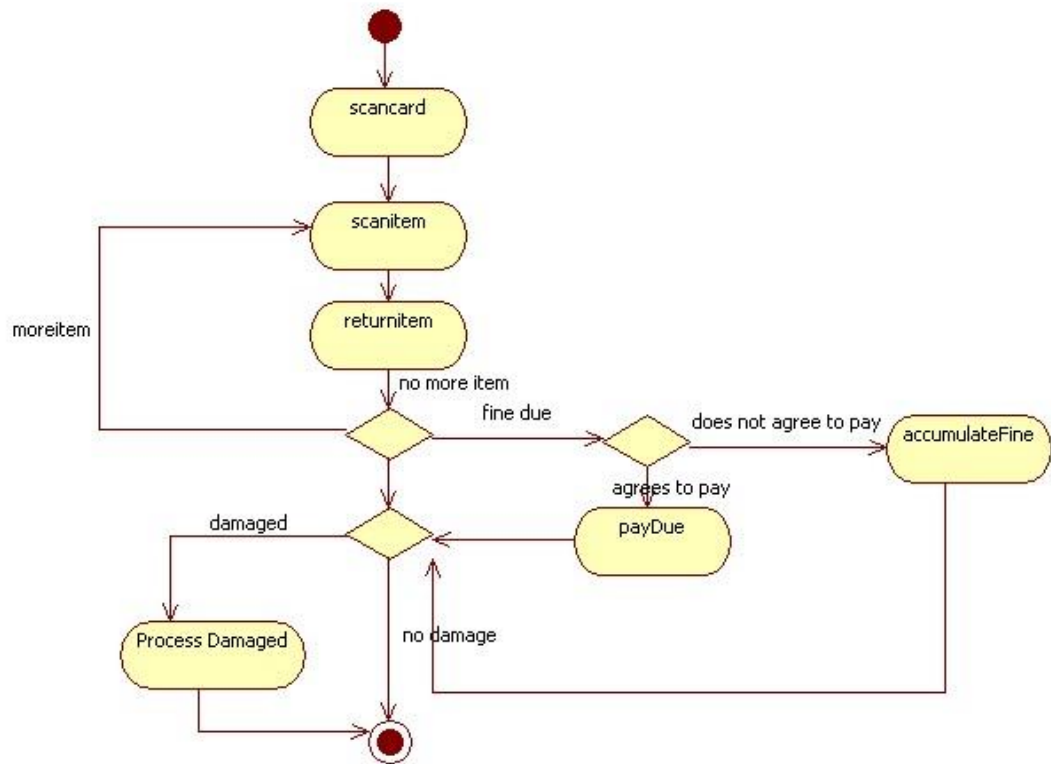 scancard
scanitem
returnitem
moreitem
no more item
fine due
does not agree to pay
accumulateFine
agrees to pay
payDue
damaged
Process Damaged
no damage